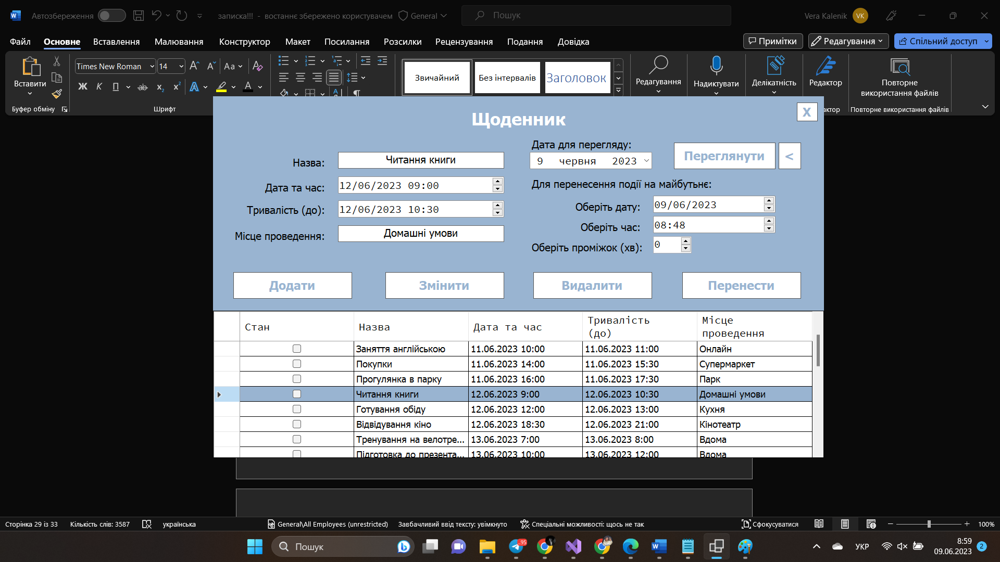 Автозбереження
записка!!! - востаннє збережено користувачем
General
Пошук
Vera Kalenik
VK
Файл Основне Вставлення Малювання Конструктор Макет Посилання Розсилки Рецензування Подання Довідка
Примітки
Редагування
Спільний доступ
Вставити
Буфер обміну
Times New Roman
14
Aa
Ж К П ab x₂ x² A A
Шрифт
Звичайний
Без інтервалів
Заголовок
Редагування
Надиктувати
Делікатність
Редактор
Повторне
використання файлів
ктор
Повторне використання файлів
Щоденник
X
Назва:
Читання книги
Дата та час:
12/06/2023 09:00
Тривалість (до):
12/06/2023 10:30
Місце проведення:
Домашні умови
Дата для перегляду:
9 червня 2023
Переглянути
<
Для перенесення події на майбутьнє:
Оберіть дату:
09/06/2023
Оберіть час:
08:48
Оберіть проміжок (хв):
0
Додати
Змінити
Видалити
Перенести
Стан Назва Дата та час Тривалість (до) Місце проведення
Заняття англійською 11.06.2023 10:00 11.06.2023 11:00 Онлайн
Покупки 11.06.2023 14:00 11.06.2023 15:30 Супермаркет
Прогулянка в парку 11.06.2023 16:00 11.06.2023 17:30 Парк
Читання книги 12.06.2023 9:00 12.06.2023 10:30 Домашні умови
Готування обіду 12.06.2023 12:00 12.06.2023 13:00 Кухня
Відвідування кіно 12.06.2023 18:30 12.06.2023 21:00 Кінотеатр
Тренування на велотре... 13.06.2023 7:00 13.06.2023 8:00 Вдома
Підготовка до презента... 13.06.2023 10:00 13.06.2023 12:00 Вдома
Сторінка 29 із 33
Кількість слів: 3587
українська
General\All Employees (unrestricted)
Завбачливий ввід тексту: увімкнуто
Спеціальні можливості: щось не так
Сфокусуватися
100%
Пошук
..95
УКР
8:59
09.06.2023
2